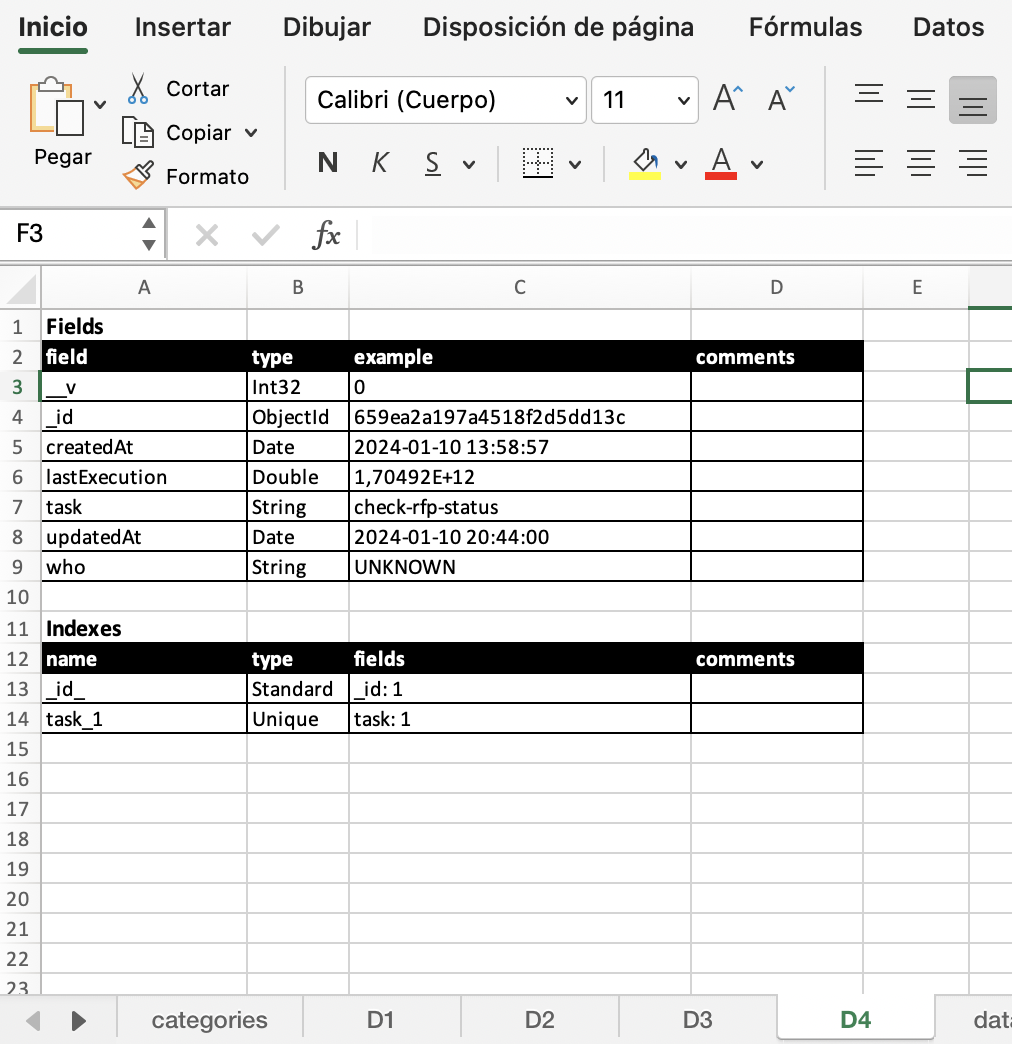 Inicio Insertar Dibujar Disposición de página Fórmulas Datos
Pegar
Cortar
Copiar
Formato
Calibri (Cuerpo) 11 A A
N K S A
F3 fx
A B C D E
1 Fields
2 field type example comments
3 __v Int32 0
4 _id ObjectId 659ea2a197a4518f2d5dd13c
5 createdAt Date 2024-01-10 13:58:57
6 lastExecution Double 1,70492E+12
7 task String check-rfp-status
8 updatedAt Date 2024-01-10 20:44:00
9 who String UNKNOWN
10
11 Indexes
12 name type fields comments
13 _id_ Standard _id: 1
14 task_1 Unique task: 1
15
16
17
18
19
20
21
22
23
categories D1 D2 D3 D4